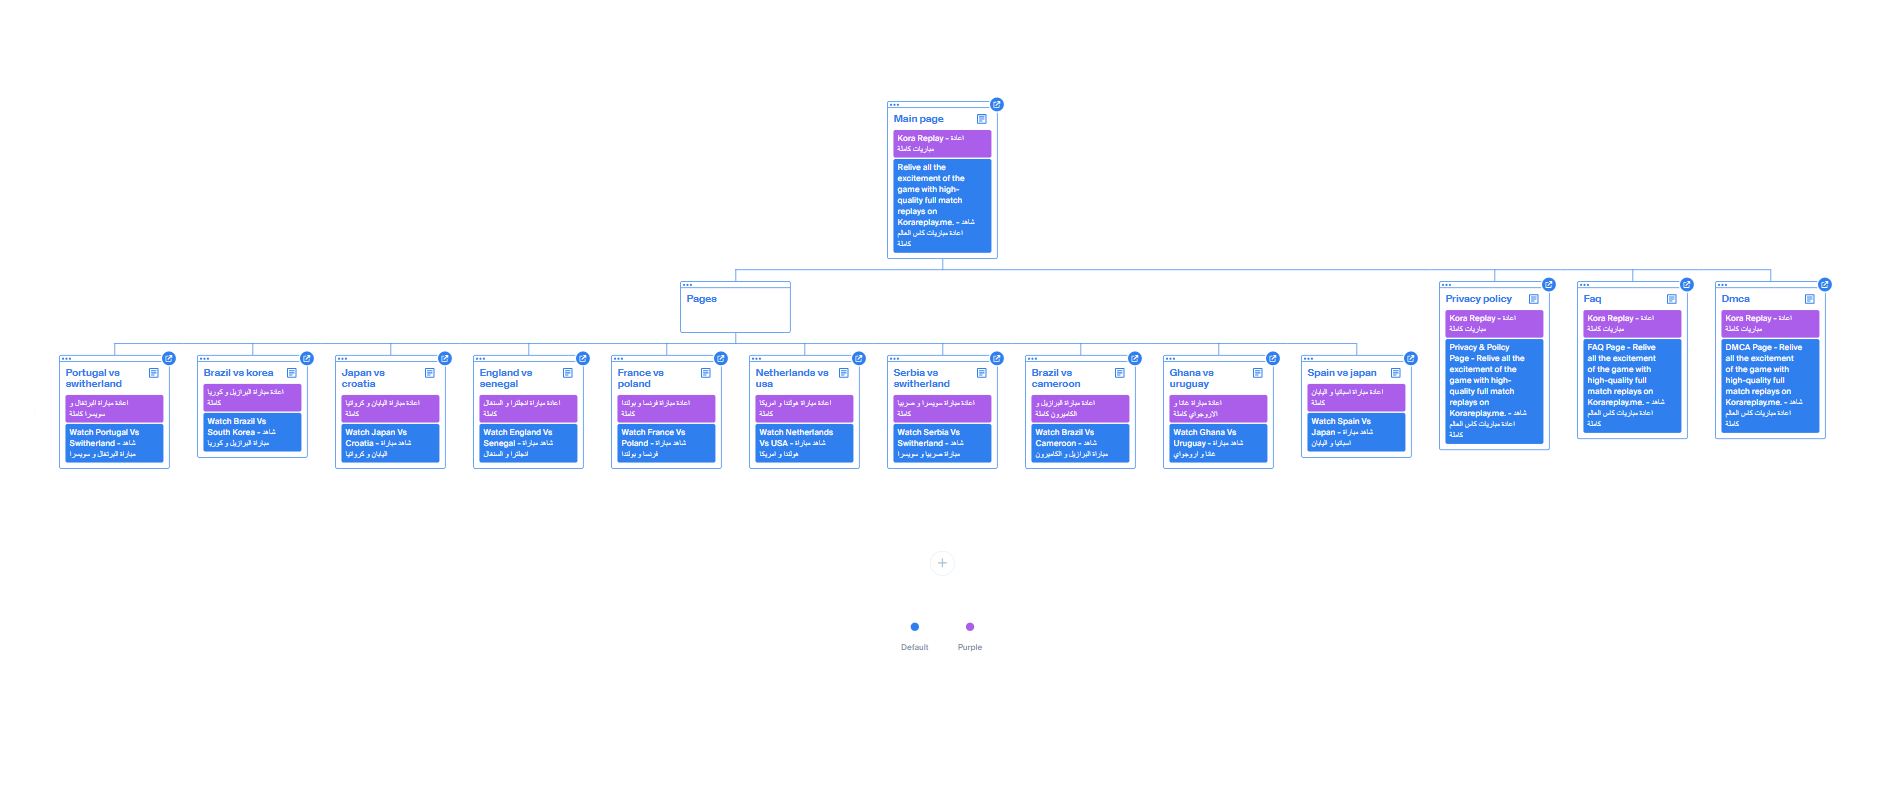 Main page
Kora Replay - اعادة
مباريات كاملة
Relive all the
excitement of the
game with high-
quality full match
replays on
Korareplay.me. - شاهد
اعادة مباريات كاس العالم
كاملة
Pages
Privacy policy
Kora Replay - اعادة
مباريات كاملة
Privacy & Policy
Page - Relive all the
excitement of the
game with high-
quality full match
replays on
Korareplay.me. - شاهد
اعادة مباريات كاس العالم
كاملة
Faq
Kora Replay - اعادة
مباريات كاملة
FAQ Page - Relive
all the excitement
of the game with
high-quality full
match replays on
Korareplay.me. - شاهد
اعادة مباريات كاس العالم
كاملة
Dmca
Kora Replay - اعادة
مباريات كاملة
DMCA Page - Relive
all the excitement
of the game with
high-quality full
match replays on
Korareplay.me. - شاهد
اعادة مباريات كاس العالم
كاملة
Portugal vs
switherland
اعادة مباراة البرتغال و
سويسرا كاملة
Watch Portugal Vs
Switherland - شاهد
مباراة البرتغال و سويسرا
Brazil vs korea
اعادة مباراة البرازيل و كوريا
كاملة
Watch Brazil Vs
South Korea - شاهد
مباراة البرازيل و كوريا
Japan vs
croatia
اعادة مباراة اليابان و كرواتيا
كاملة
Watch Japan Vs
Croatia - شاهد مباراة
اليابان و كرواتيا
England vs
senegal
اعادة مباراة انجلترا و السنغال
كاملة
Watch England Vs
Senegal - شاهد مباراة
انجلترا و السنغال
France vs
poland
اعادة مباراة فرنسا و بولندا
كاملة
Watch France Vs
Poland - شاهد مباراة
فرنسا و بولندا
Netherlands vs
usa
اعادة مباراة هولندا و امريكا
كاملة
Watch Netherlands
Vs USA - شاهد مباراة
هولندا و امريكا
Serbia vs
switherland
اعادة مباراة سويسرا و صربيا
كاملة
Watch Serbia Vs
Switherland - شاهد
مباراة صربيا و سويسرا
Brazil vs
cameroon
اعادة مباراة البرازيل و
الكاميرون كاملة
Watch Brazil Vs
Cameroon - شاهد
مباراة البرازيل و الكاميرون
Ghana vs
uruguay
اعادة مباراة غانا و
الاروجواي كاملة
Watch Ghana Vs
Uruguay - شاهد مباراة
غانا و اروجواي
Spain vs japan
اعادة مباراة اسبانيا و اليابان
كاملة
Watch Spain Vs
Japan - شاهد مباراة
اسبانيا و اليابان
Default
Purple